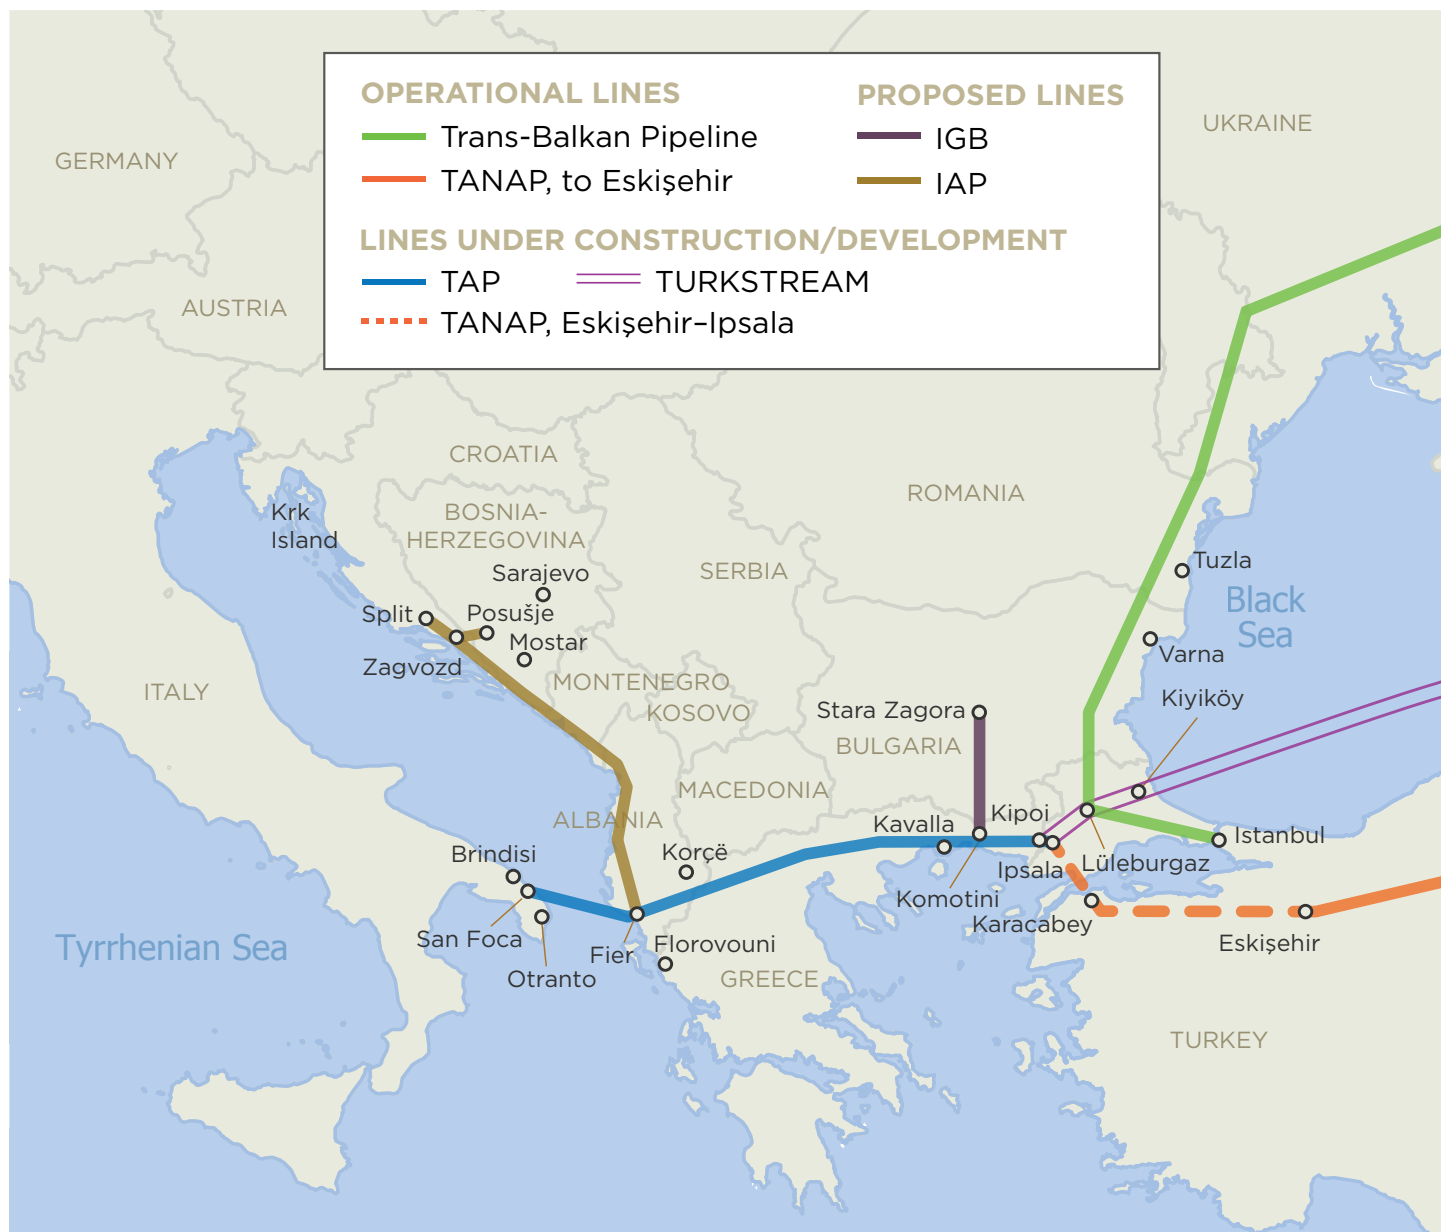 OPERATIONAL LINES
Trans-Balkan Pipeline
TANAP, to Eskişehir
PROPOSED LINES
IGB
IAP
LINES UNDER CONSTRUCTION/DEVELOPMENT
TAP
TURKSTREAM
TANAP, Eskişehir–Ipsala
UKRAINE
GERMANY
AUSTRIA
CROATIA
ROMANIA
Krk
Island
BOSNIA-
HERZEGOVINA
Sarajevo
SERBIA
Tuzla
Black
Sea
Split
Posušje
Mostar
Zagvozd
Varna
ITALY
MONTENEGRO
KOSOVO
Kiyiköy
Stara Zagora
BULGARIA
MACEDONIA
ALBANIA
Kavalla
Kipoi
Istanbul
Brindisi
Korçë
Ipsala
Lüleburgaz
Komotini
Karacabey
San Foca
Fier
Florovouni
Eskişehir
Tyrrhenian Sea
Otranto
GREECE
TURKEY